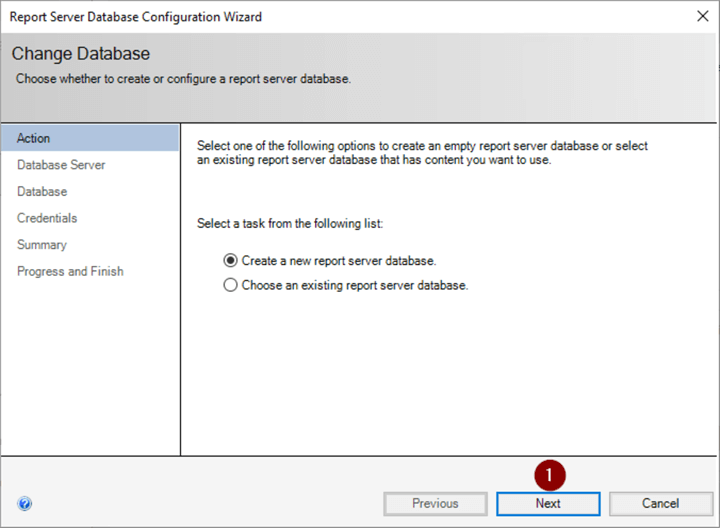 Report Server Database Configuration Wizard
Change Database
Choose whether to create or configure a report server database.
Action
Database Server
Database
Credentials
Summary
Progress and Finish
Select one of the following options to create an empty report server database or select
an existing report server database that has content you want to use.
Select a task from the following list:
Create a new report server database.
Choose an existing report server database.
1
Previous
Next
Cancel